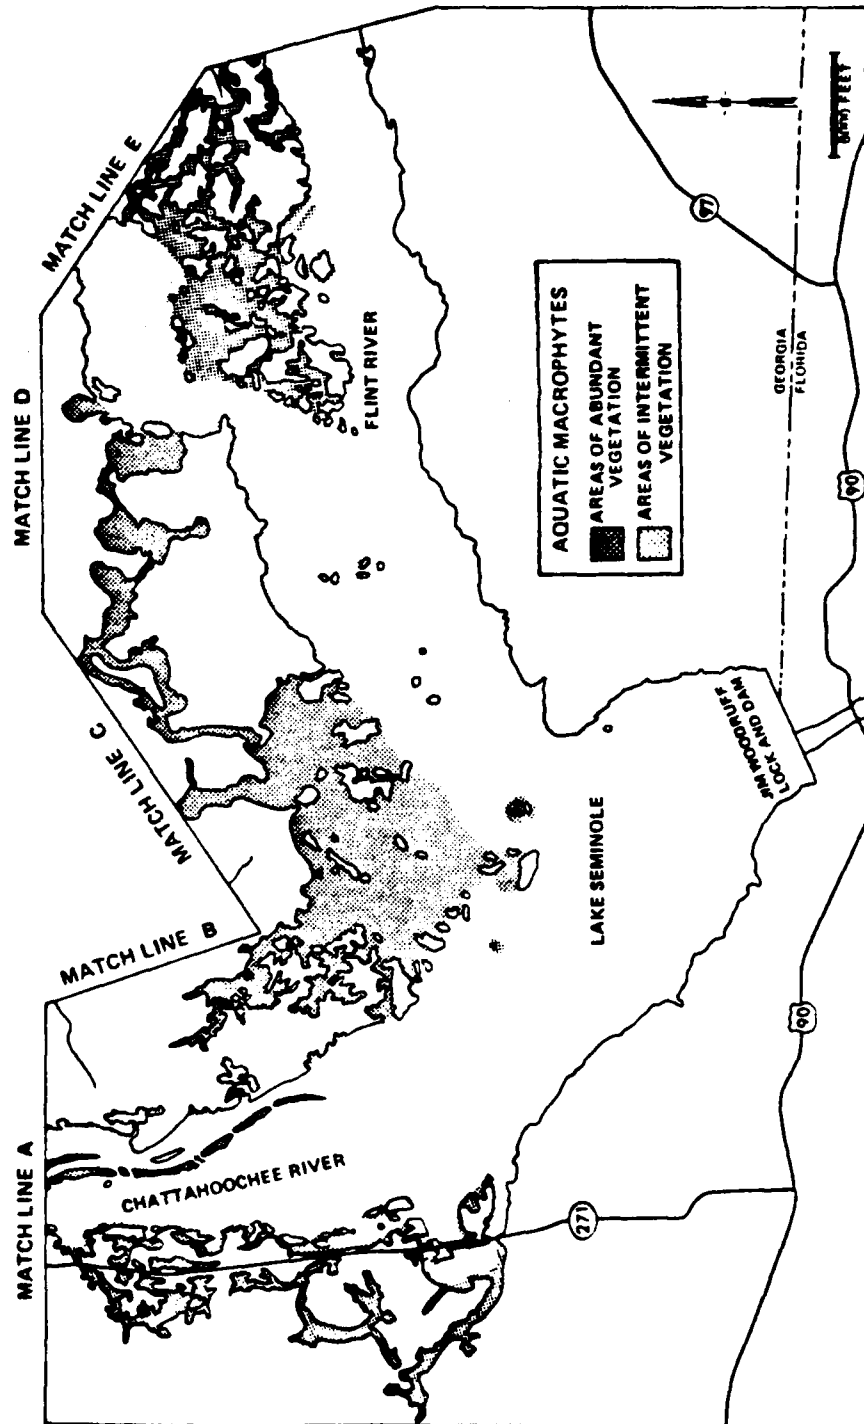 MATCH LINE A
MATCH LINE B
MATCH LINE C
MATCH LINE D
MATCH LINE E
CHATTAHOOCHEE RIVER
FLINT RIVER
LAKE SEMINOLE
271
90
JIM WOODRUFF
LOCK AND DAM
AQUATIC MACROPHYTES
AREAS OF ABUNDANT
VEGETATION
AREAS OF INTERMITTENT
VEGETATION
GEORGIA
FLORIDA
90
97
FEET